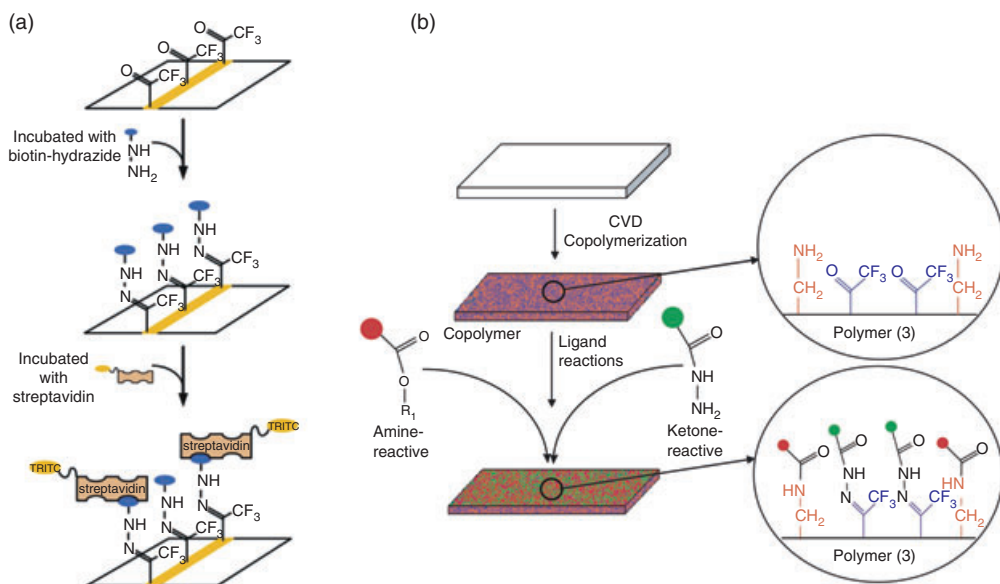 (a)
O
CF3
O
CF3
O
CF3
Incubated with
biotin-hydrazide
NH
NH2
NH
N
CF3
NH
N
CF3
NH
N
CF3
Incubated
with
streptavidin
TRITC
streptavidin
TRITC
streptavidin
NH
N
CF3
NH
N
CF3
NH
N
CF3
(b)
CVD
Copolymerization
Copolymer
Ligand
reactions
O
O
R1
Amine-
reactive
O
NH
NH2
Ketone-
reactive
NH2
CH2
O
CF3
O
CF3
NH2
CH2
Polymer (3)
O
HN
CH2
O
NH
N
CF3
O
NH
N
CF3
O
HN
CH2
Polymer (3)